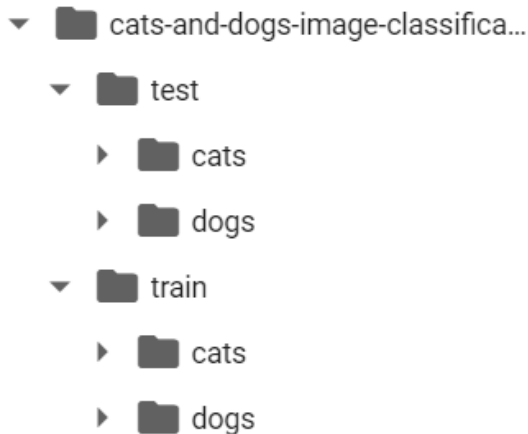 cats-and-dogs-image-classifica...
test
cats
dogs
train
cats
dogs